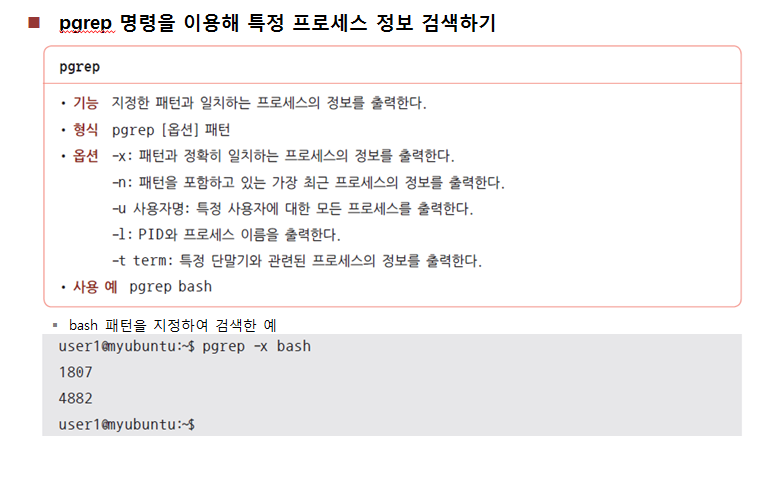 ■ pgrep 명령을 이용해 특정 프로세스 정보 검색하기
pgrep
• 기능 지정한 패턴과 일치하는 프로세스의 정보를 출력한다.
• 형식 pgrep [옵션] 패턴
• 옵션 -x: 패턴과 정확히 일치하는 프로세스의 정보를 출력한다.
-n: 패턴을 포함하고 있는 가장 최근 프로세스의 정보를 출력한다.
-u 사용자명: 특정 사용자에 대한 모든 프로세스를 출력한다.
-l: PID와 프로세스 이름을 출력한다.
-t term: 특정 단말기와 관련된 프로세스의 정보를 출력한다.
• 사용 예 pgrep bash
▪ bash 패턴을 지정하여 검색한 예
user1@myubuntu:~$ pgrep -x bash
1807
4882
user1@myubuntu:~$